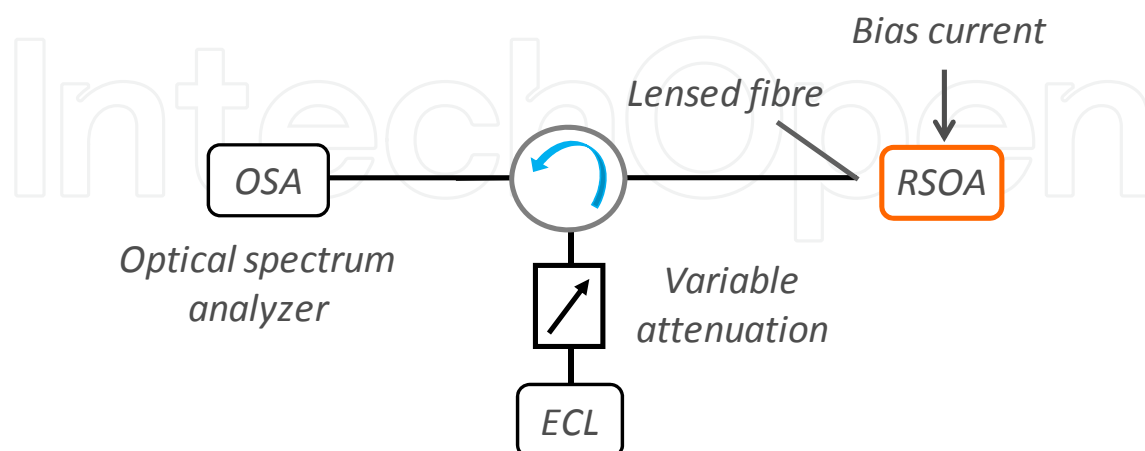 IntechOpen
Bias current
Lensed fibre
OSA
RSOA
Optical spectrum
analyzer
Variable
attenuation
ECL